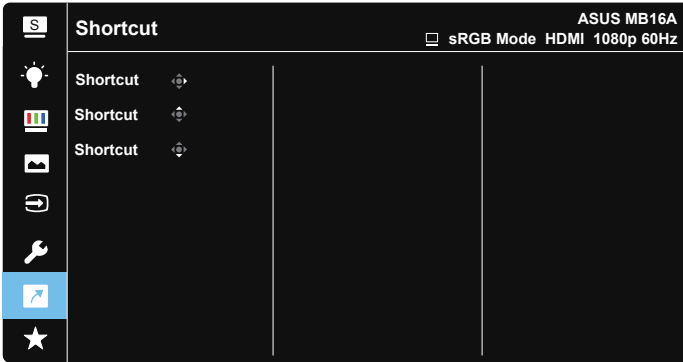 S
Shortcut
ASUS MB16A
sRGB Mode HDMI 1080p 60Hz
Shortcut
Shortcut
Shortcut